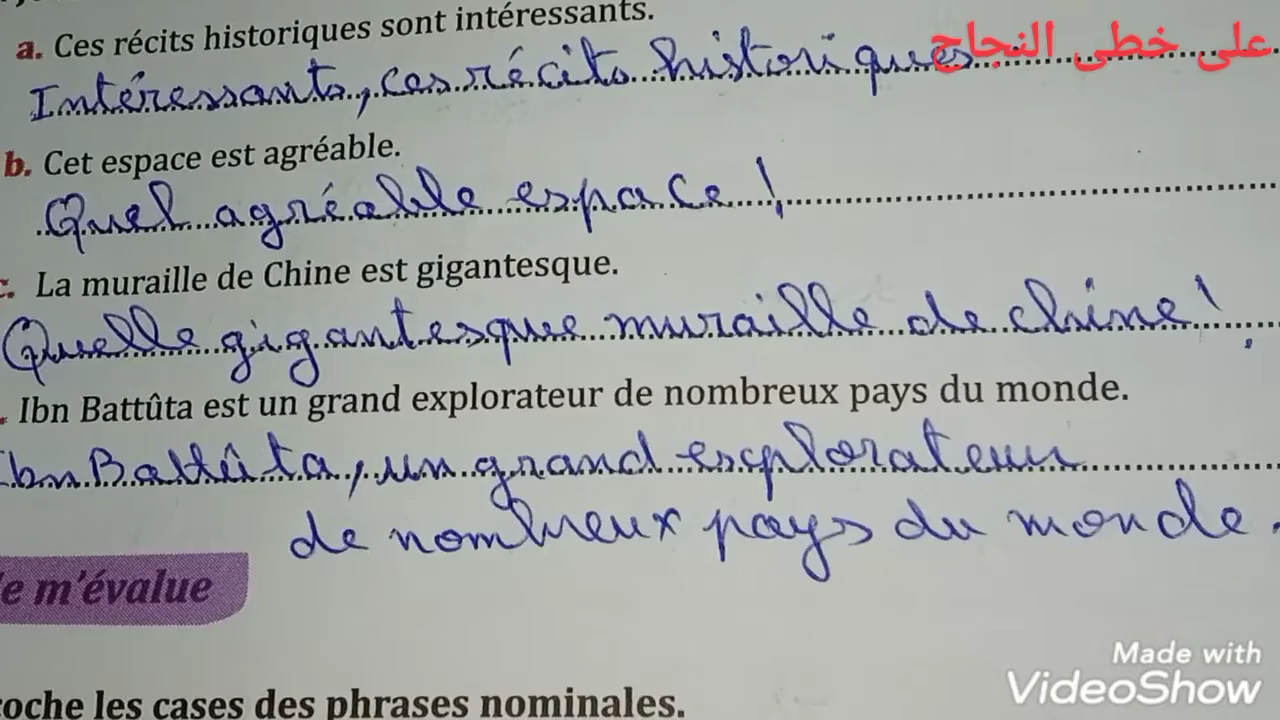 a. Ces récits historiques sont intéressants.
على خطى النجاح
Intéressants, ces récits historiques
b. Cet espace est agréable.
Quel agréable espace !
c. La muraille de Chine est gigantesque.
Quelle gigantesque muraille de chine !
. Ibn Battûta est un grand explorateur de nombreux pays du monde.
Ibn Battûta, un grand explorateur
de nombreux pays du monde.
e m'évalue
coche les cases des phrases nominales.
Made with
VideoShow